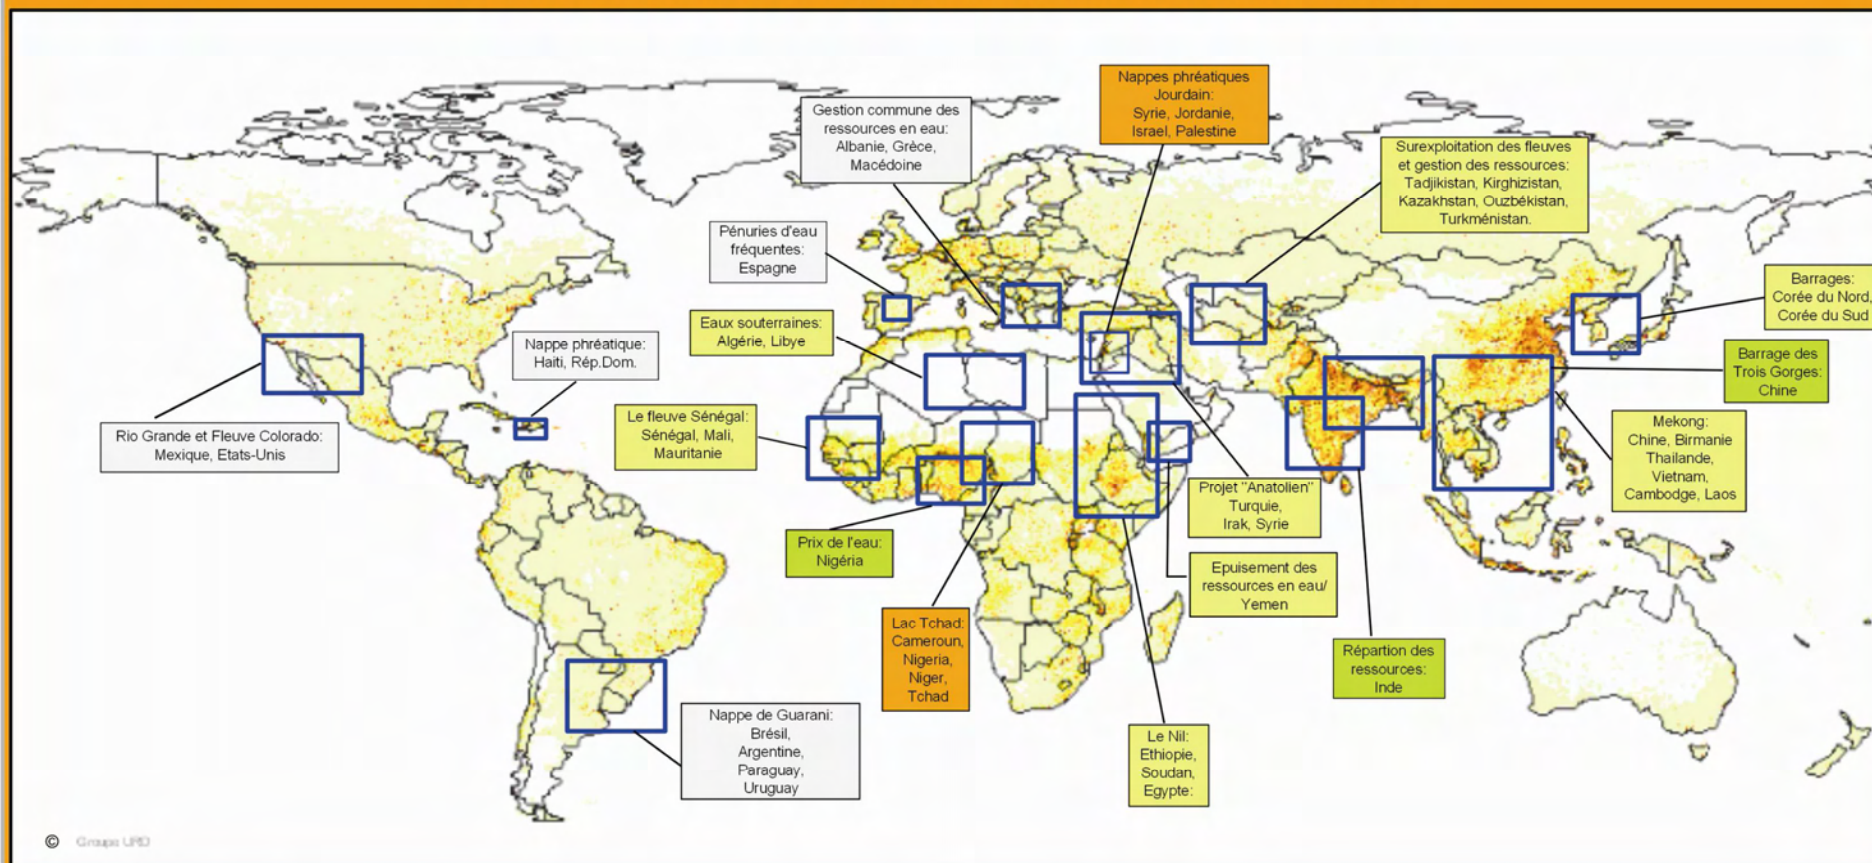 Nappes phréatiques
Jourdain:
Syrie, Jordanie,
Israel, Palestine
Gestion commune des
ressources en eau:
Albanie, Grèce,
Macédoine
Surexploitation des fleuves
et gestion des ressources:
Tadjikistan, Kirghizistan,
Kazakhstan, Ouzbékistan,
Turkménistan.
Pénuries d'eau
fréquentes:
Espagne
Barrages:
Corée du Nord,
Corée du Sud
Eaux souterraines:
Algérie, Libye
Nappe phréatique:
Haiti, Rép.Dom.
Barrage des
Trois Gorges:
Chine
Le fleuve Sénégal:
Sénégal, Mali,
Mauritanie
Rio Grande et Fleuve Colorado:
Mexique, Etats-Unis
Mekong:
Chine, Birmanie
Thailande,
Vietnam,
Cambodge, Laos
Projet "Anatolien"
Turquie,
Irak, Syrie
Prix de l'eau:
Nigéria
Epuisement des
ressources en eau/
Yemen
Lac Tchad:
Cameroun,
Nigeria,
Niger,
Tchad
Répartion des
ressources:
Inde
Nappe de Guarani:
Brésil,
Argentine,
Paraguay,
Uruguay
Le Nil:
Ethiopie,
Soudan,
Egypte:
© Groupe URD